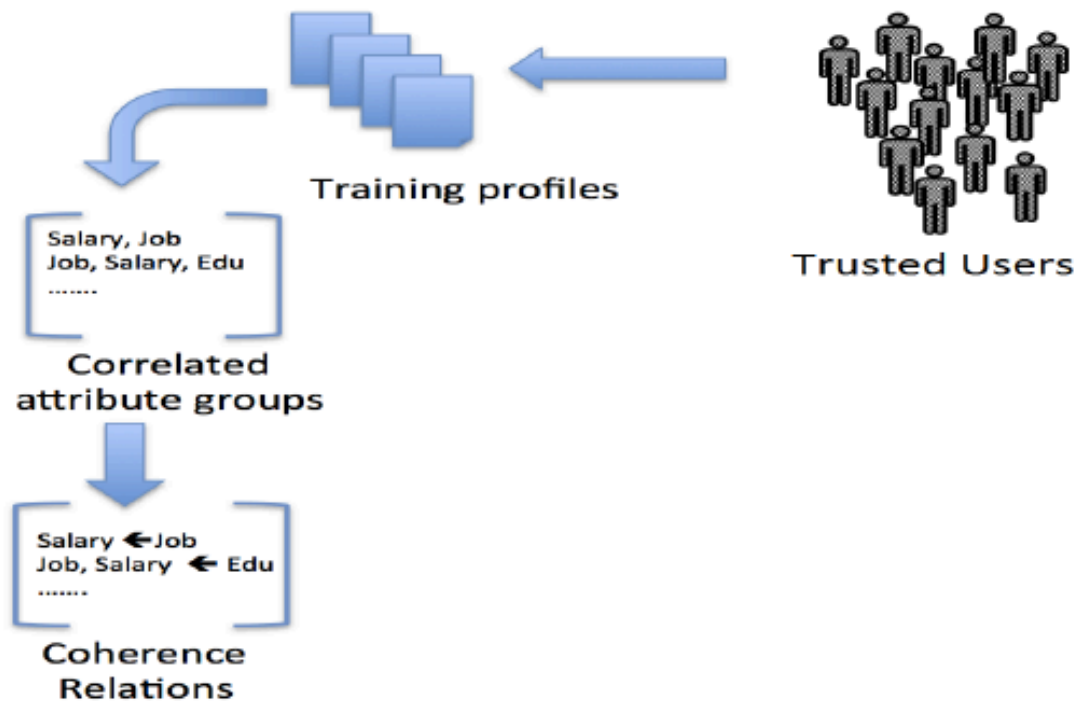 Training profiles
Trusted Users
Salary, Job
Job, Salary, Edu
.......
Correlated
attribute groups
Salary ←Job
Job, Salary ← Edu
.......
Coherence
Relations